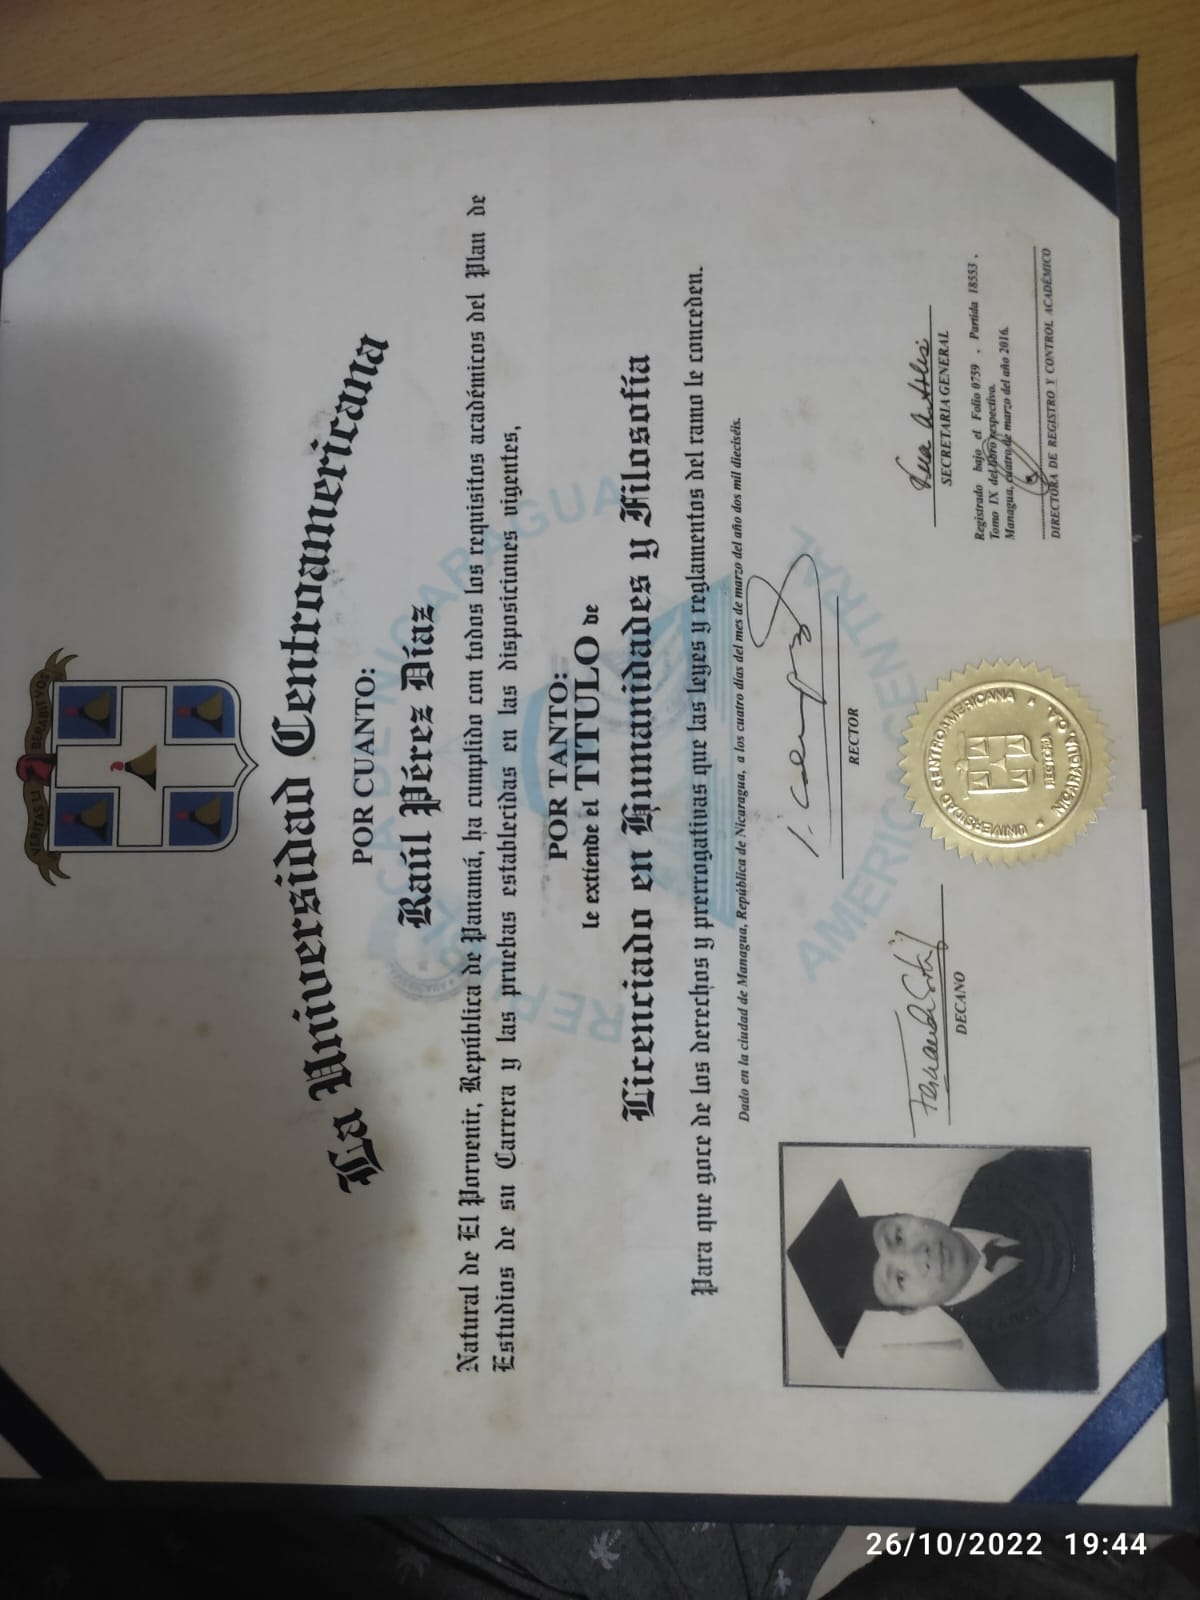 VERITAS LIBERABIT VOS
La Universidad Centroamericana
POR CUANTO:
Raúl Pérez Díaz
Natural de El Porvenir, República de Panamá, ha cumplido con todos los requisitos académicos del Plan de
Estudios de su Carrera y las pruebas establecidas en las disposiciones vigentes,
POR TANTO:
le extiende el TITULO de
Licenciado en Humanidades y Filosofía
Para que goce de los derechos y prerrogativas que las leyes y reglamentos del ramo le conceden.
Dado en la ciudad de Managua, República de Nicaragua, a los cuatro días del mes de marzo del año dos mil dieciséis.
RECTOR
DECANO
SECRETARIA GENERAL
Registrado bajo el Folio 0759 , Partida 18553 ,
Tomo IX del libro respectivo.
Managua, cuatro de marzo del año 2016.
DIRECTORA DE REGISTRO Y CONTROL ACADÉMICO
UNIVERSIDAD CENTROAMERICANA
NICARAGUA
AMERICA CENTRAL
26/10/2022 19:44